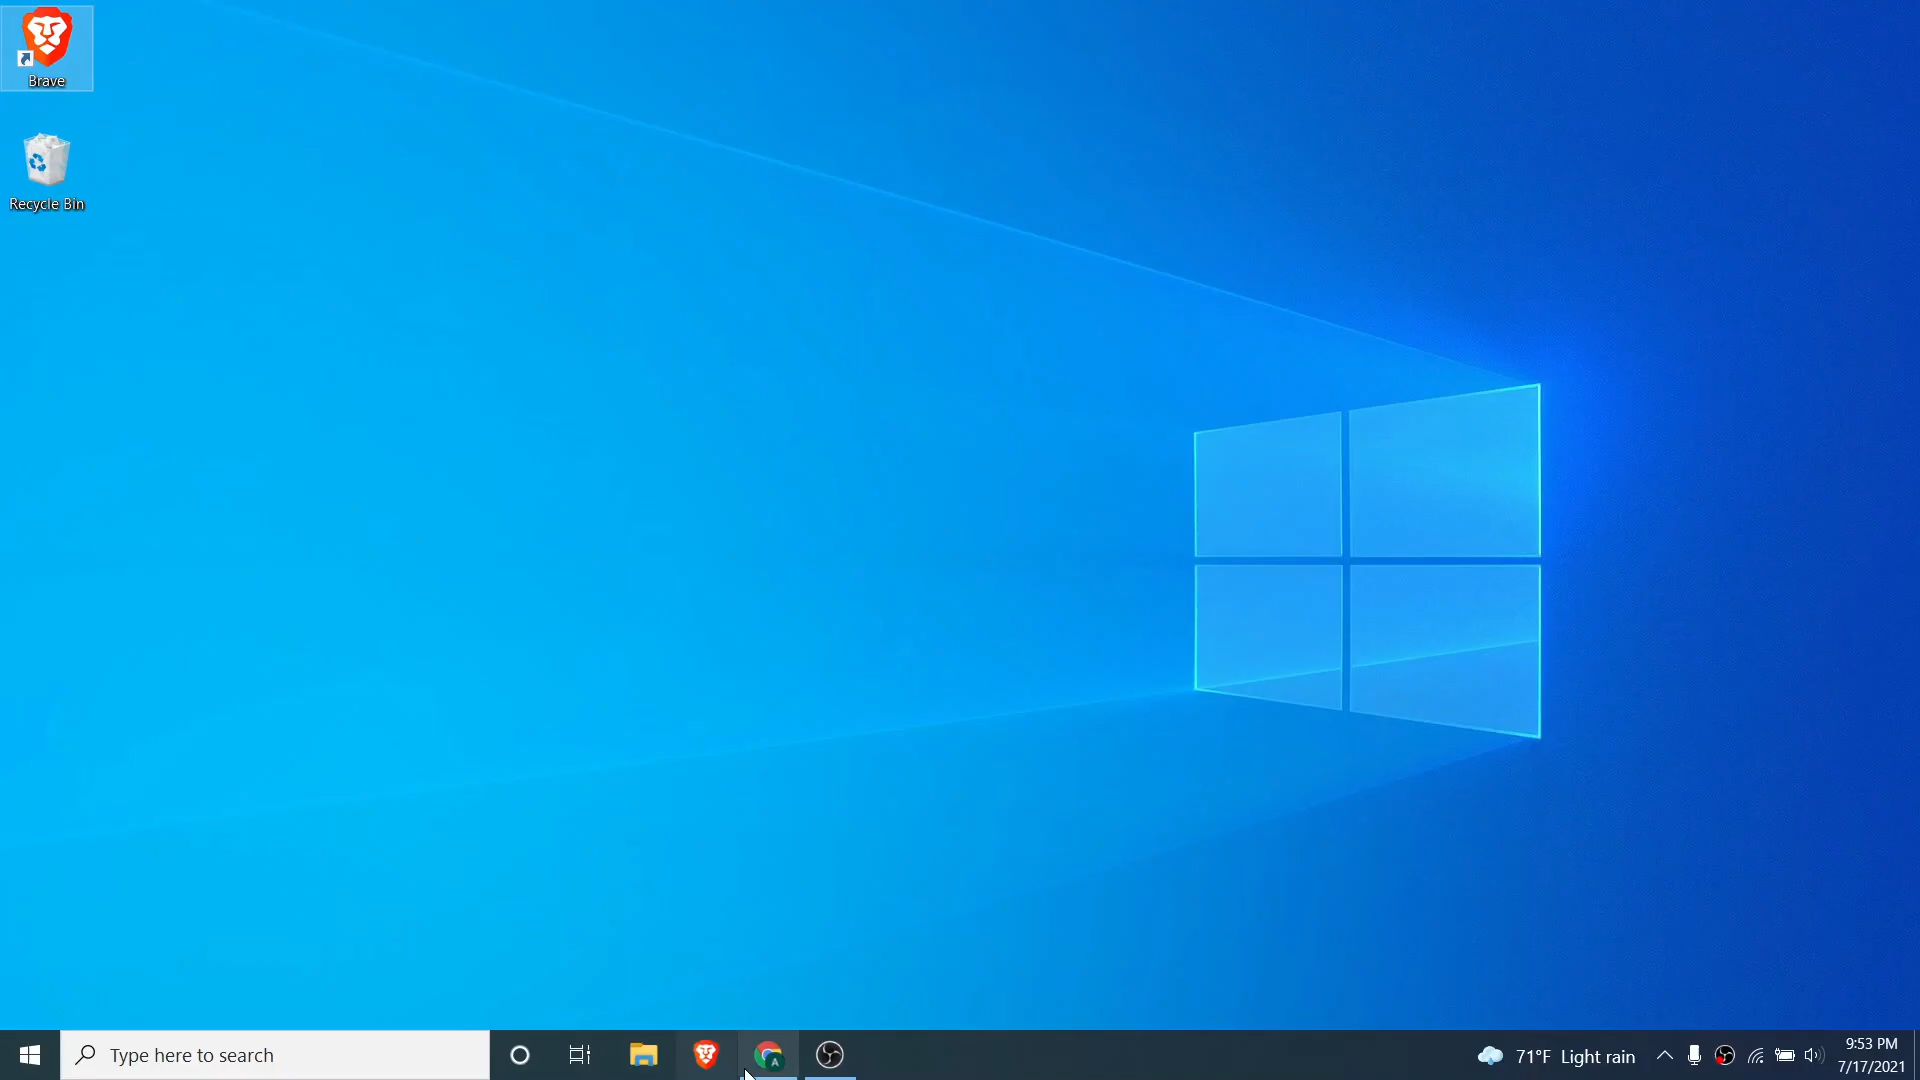 Brave
Recycle Bin
Type here to search
A
71°F Light rain
9:53 PM
7/17/2021